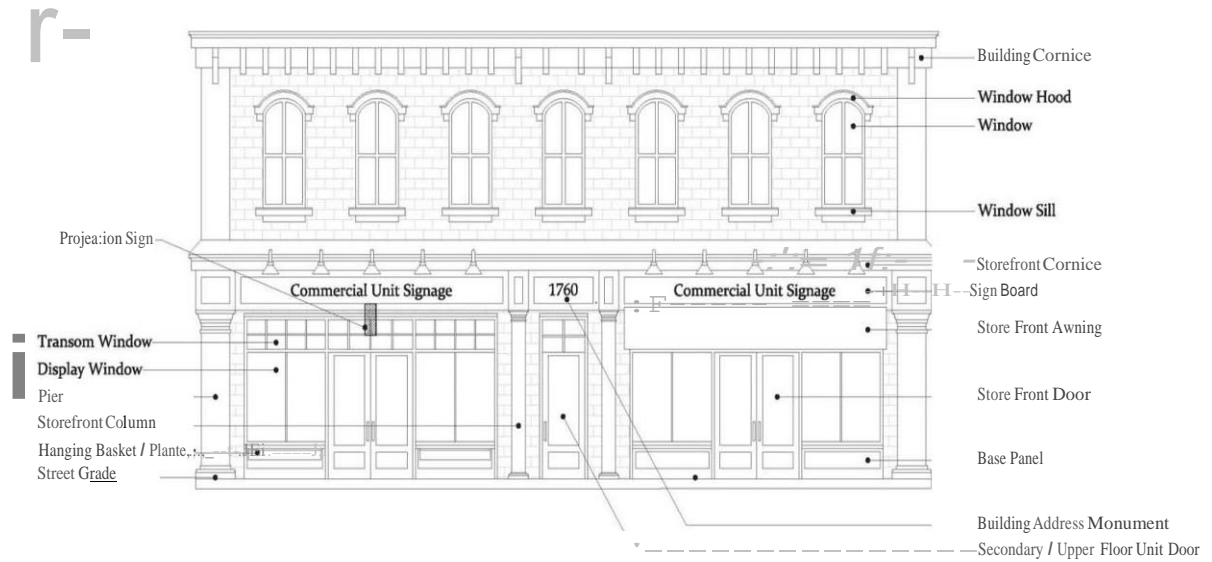 r-
Building Cornice
Window Hood
Window
Window Sill
Projea:ion Sign
Storefront Cornice
Commercial Unit Signage
1760
Commercial Unit Signage
Sign Board
Store Front Awning
Transom Window
Display Window
Pier
Store Front Door
Storefront Column
Hanging Basket / Plante
Street Grade
Base Panel
Building Address Monument
Secondary / Upper Floor Unit Door